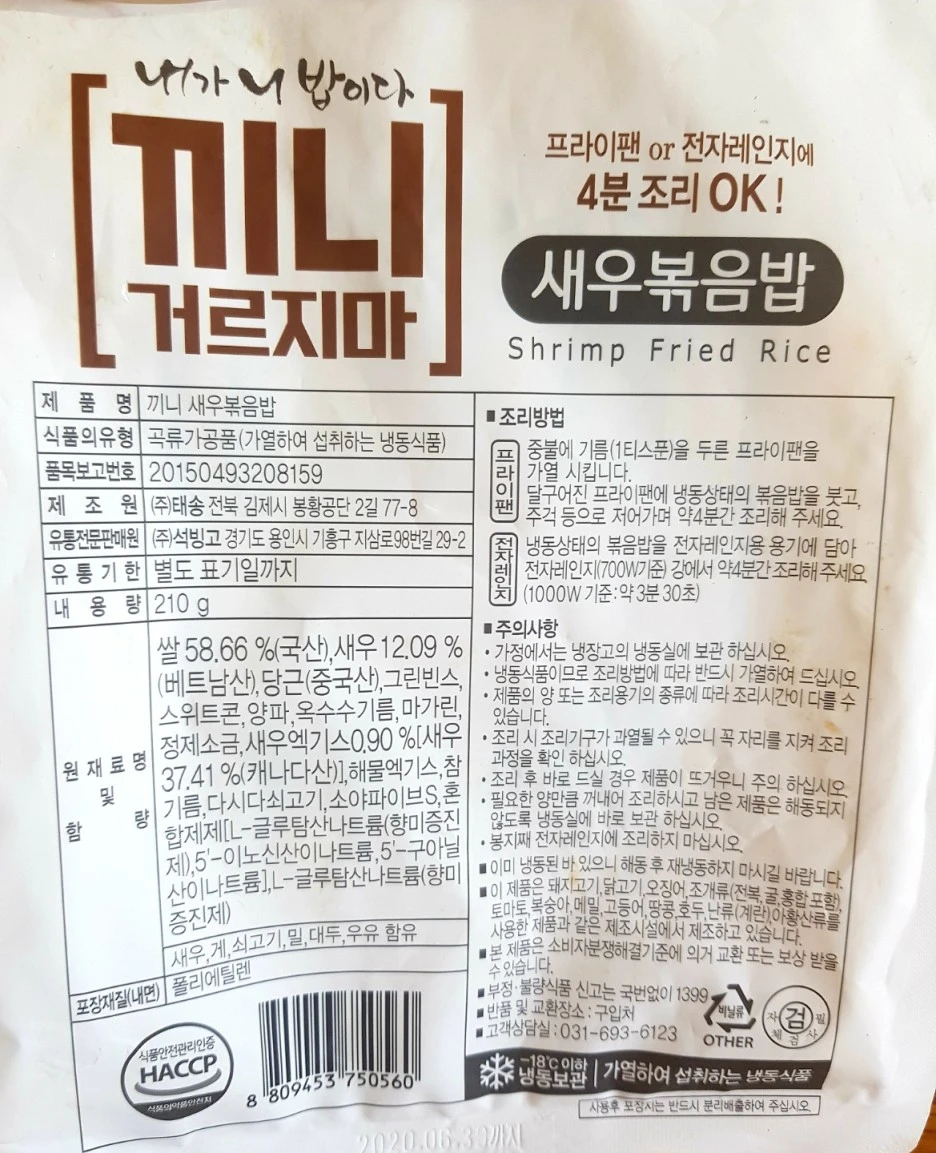 내가 니 밥이다
끼니
거르지마
프라이팬 or 전자레인지에
4분 조리 OK!
새우볶음밥
Shrimp Fried Rice
제 품 명 끼니 새우볶음밥
식품의유형 곡류가공품(가열하여 섭취하는 냉동식품)
품목보고번호 20150493208159
제 조 원 (주)태송 전북 김제시 봉황공단 2길 77-8
유통전문판매원 (주)석빙고 경기도 용인시 기흥구 지삼로98번길 29-2
유통기한 별도 표기일까지
내 용 량 210 g
원재료명
및
함 량
쌀 58.66 %(국산),새우 12.09 %
(베트남산),당근(중국산),그린빈스,
스위트콘,양파,옥수수기름,마가린,
정제소금,새우엑기스0.90 %[새우
37.41 %(캐나다산)],해물엑기스,참
기름,다시다쇠고기,소야파이브S,혼
합제제[L-글루탐산나트륨(향미증진
제),5'-이노신산이나트륨,5'-구아닐
산이나트륨],L-글루탐산나트륨(향미
증진제)
새우,게,쇠고기,밀,대두,우유 함유
포장재질(내면) 폴리에틸렌
식품안전관리인증
HACCP
식품의약품안전처
8 809453 750560
■ 조리방법
프라이팬
중불에 기름(1티스푼)을 두른 프라이팬을
가열 시킵니다.
달구어진 프라이팬에 냉동상태의 볶음밥을 붓고,
주걱 등으로 저어가며 약4분간 조리해 주세요.
전자레인지
냉동상태의 볶음밥을 전자레인지용 용기에 담아
전자레인지(700W기준) 강에서 약4분간 조리해 주세요.
(1000W 기준:약 3분 30초)
■ 주의사항
• 가정에서는 냉장고의 냉동실에 보관 하십시오.
• 냉동식품이므로 조리방법에 따라 반드시 가열하여 드십시오.
• 제품의 양 또는 조리용기의 종류에 따라 조리시간이 다를 수
있습니다.
• 조리 시 조리기구가 과열될 수 있으니 꼭 자리를 지켜 조리
과정을 확인 하십시오.
• 조리 후 바로 드실 경우 제품이 뜨거우니 주의 하십시오.
• 필요한 양만큼 꺼내어 조리하시고 남은 제품은 해동되지
않도록 냉동실에 바로 보관 하십시오.
• 봉지째 전자레인지에 조리하지 마십시오.
■ 이미 냉동된 바 있으니 해동 후 재냉동하지 마시길 바랍니다.
■ 이 제품은 돼지고기,닭고기,오징어,조개류(전복,굴,홍합 포함),
토마토,복숭아,메밀,고등어,땅콩,호두,난류(계란),아황산류를
사용한 제품과 같은 제조시설에서 제조하고 있습니다.
■ 본 제품은 소비자분쟁해결기준에 의거 교환 또는 보상 받을
수 있습니다.
■ 부정·불량식품 신고는 국번없이 1399
■ 반품 및 교환장소 : 구입처
■ 고객상담실 : 031-693-6123
비닐류
OTHER
자 검 필
체 검 사
-18℃ 이하
냉동보관
가열하여 섭취하는 냉동식품
사용후 포장지는 반드시 분리배출하여 주십시오.
2020.06.30까지